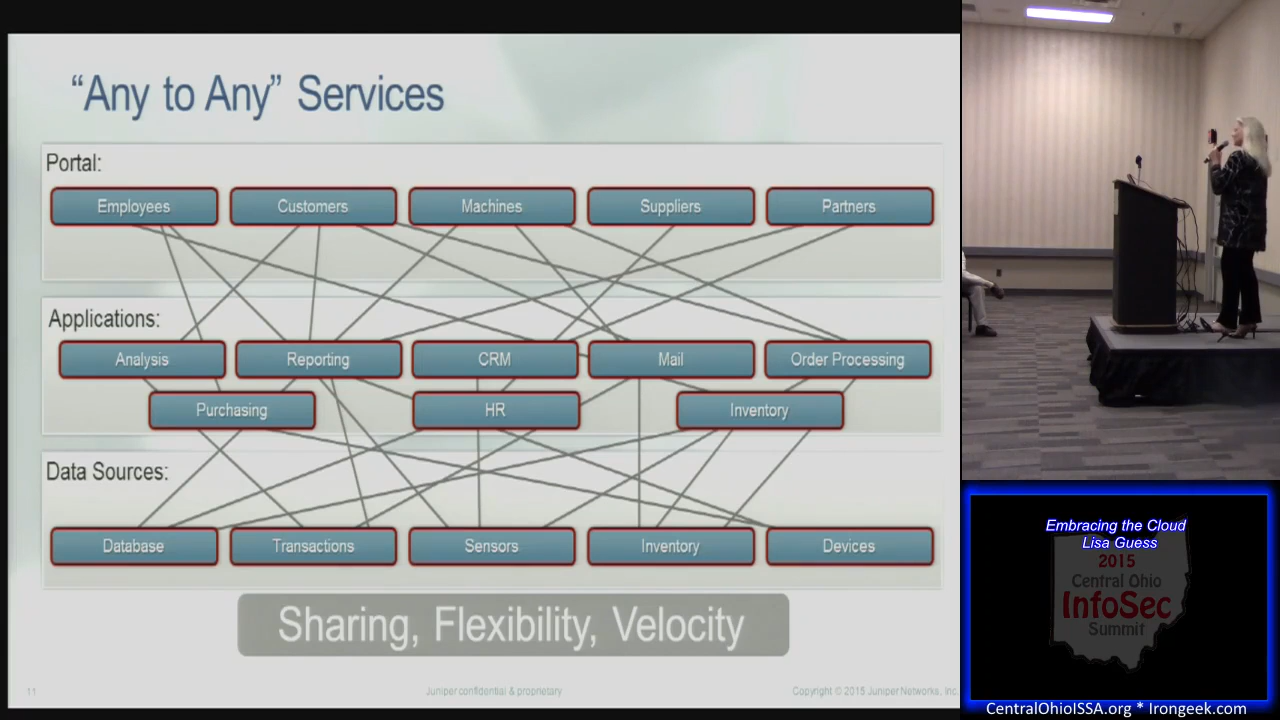 “Any to Any” Services
Portal:
Employees
Customers
Machines
Suppliers
Partners
Applications:
Analysis
Reporting
CRM
Mail
Order Processing
Purchasing
HR
Inventory
Data Sources:
Database
Transactions
Sensors
Inventory
Devices
Sharing, Flexibility, Velocity
11
Juniper confidential & proprietary
Copyright © 2015 Juniper Networks, Inc.
Embracing the Cloud
Lisa Guess
2015
Central Ohio
InfoSec
Summit
CentralOhioISSA.org * Irongeek.com